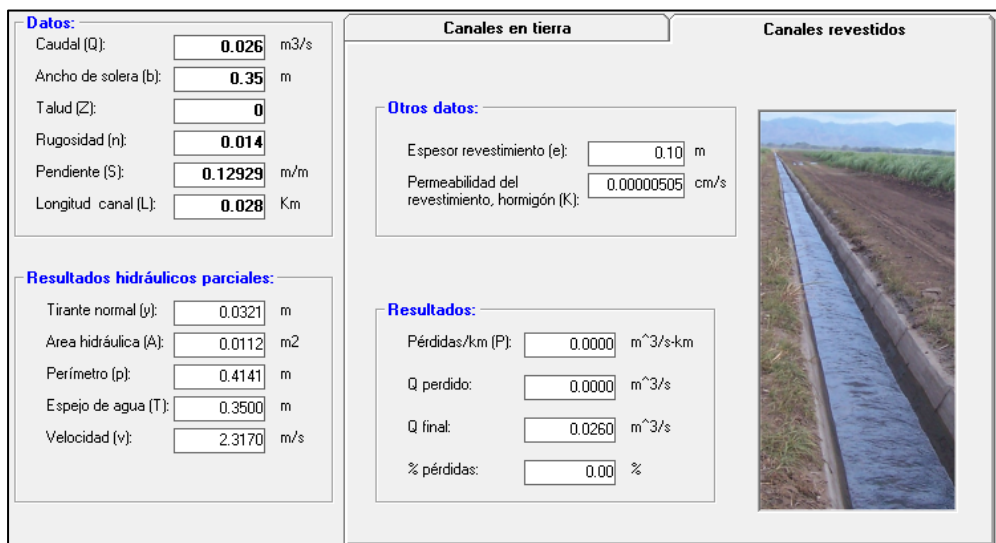 Datos:
Caudal (Q): 0.026 m3/s
Ancho de solera (b): 0.35 m
Talud (Z): 0
Rugosidad (n): 0.014
Pendiente (S): 0.12929 m/m
Longitud canal (L): 0.028 Km
Resultados hidráulicos parciales:
Tirante normal (y): 0.0321 m
Area hidráulica (A): 0.0112 m2
Perímetro (p): 0.4141 m
Espejo de agua (T): 0.3500 m
Velocidad (v): 2.3170 m/s
Canales en tierra
Canales revestidos
Otros datos:
Espesor revestimiento (e): 0.10 m
Permeabilidad del
revestimiento, hormigón (K): 0.00000505 cm/s
Resultados:
Pérdidas/km (P): 0.0000 m^3/s-km
Q perdido: 0.0000 m^3/s
Q final: 0.0260 m^3/s
% pérdidas: 0.00 %